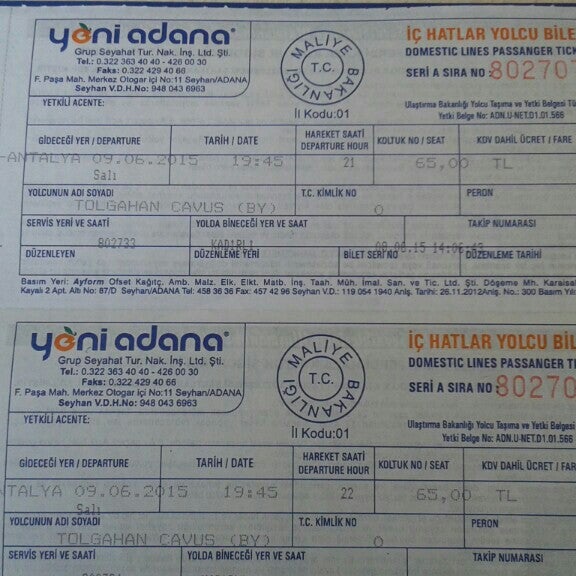 yeni adana
Grup Seyahat Tur. Nak. İnş. Ltd. Şti.
Tel.: 0.322 363 40 40 - 426 00 30
Faks: 0.322 429 40 66
F. Paşa Mah. Merkez Otogar içi No:11 Seyhan/ADANA
Seyhan V.D.H.No: 948 043 6963
YETKİLİ ACENTE:
MALİYE BAKANLIĞI
T.C.
İl Kodu:01
İÇ HATLAR YOLCU BİLE
DOMESTIC LINES PASSENGER TICK
SERİ A SIRA NO 802707
Ulaştırma Bakanlığı Yolcu Taşıma ve Yetki Belgesi Tü
Yetki Belge No: ADN.U-NET.D1.01.566
GİDECEĞİ YER / DEPARTURE TARİH / DATE HAREKET SAATİ DEPARTURE HOUR KOLTUK NO / SEAT KDV DAHİL ÜCRET / FARE
-ANTALYA 09.06.2015 19:45 21 65,00 TL
Salı
YOLCUNUN ADI SOYADI T.C. KİMLİK NO PERON
TOLGAHAN CAVUS (BY) 0
SERVİS YERİ VE SAATİ YOLDA BİNECEĞİ YER VE SAAT TAKİP NUMARASI
802733 KADIRLI 08.06.15 14:06:43
DÜZENLEYEN DÜZENLEME YERİ BİLET SERİ NO DÜZENLEME TARİHİ
Basım Yeri: Ayform Ofset Kağıtç. Amb. Malz. Elk. Elkt. Matb. İnş. Taah. Müh. İmal. San. ve Tic. Ltd. Şti. Döşeme Mh. Karaisalı
Kayalı 2 Apt. Altı No: 87/D Seyhan/ADANA Tel: 458 36 36 Fax: 457 42 96 Seyhan V.D.: 119 054 1940 Anlş. Tarihi: 26.11.2012Anlş. No.: 300 Basım Yılı
yeni adana
Grup Seyahat Tur. Nak. İnş. Ltd. Şti.
Tel.: 0.322 363 40 40 - 426 00 30
Faks: 0.322 429 40 66
F. Paşa Mah. Merkez Otogar içi No:11 Seyhan/ADANA
Seyhan V.D.H.No: 948 043 6963
YETKİLİ ACENTE:
MALİYE BAKANLIĞI
T.C.
İl Kodu:01
İÇ HATLAR YOLCU BİL
DOMESTIC LINES PASSENGER TI
SERİ A SIRA NO 80270
Ulaştırma Bakanlığı Yolcu Taşıma ve Yetki Belgesi
Yetki Belge No: ADN.U-NET.D1.01.566
GİDECEĞİ YER / DEPARTURE TARİH / DATE HAREKET SAATİ DEPARTURE HOUR KOLTUK NO / SEAT KDV DAHİL ÜCRET / FAR
TALYA 09.06.2015 19:45 22 65,00 TL
Salı
YOLCUNUN ADI SOYADI T.C. KİMLİK NO PERON
TOLGAHAN CAVUS (BY) 0
SERVİS YERİ VE SAATİ YOLDA BİNECEĞİ YER VE SAAT TAKİP NUMARASI